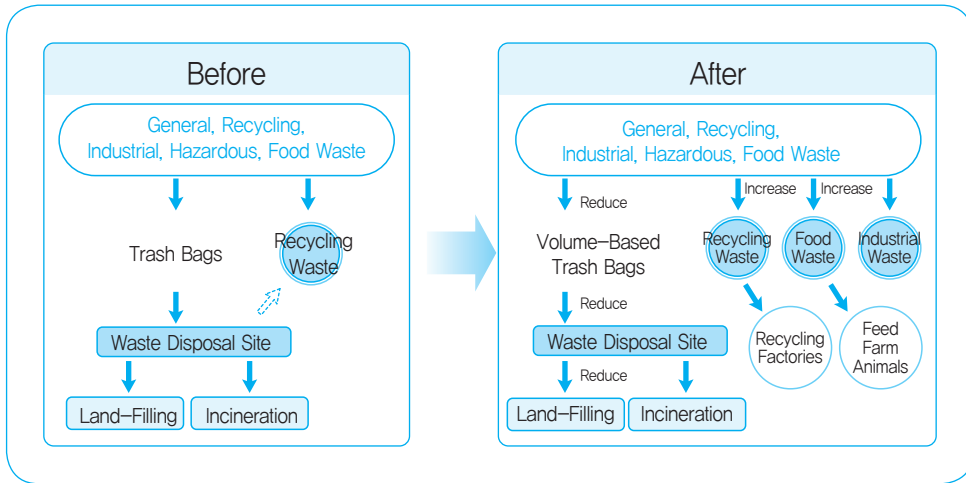 Before
General, Recycling,
Industrial, Hazardous, Food Waste
Trash Bags
Recycling
Waste
Waste Disposal Site
Land-Filling
Incineration
After
General, Recycling,
Industrial, Hazardous, Food Waste
Reduce
Increase
Increase
Volume-Based
Trash Bags
Recycling
Waste
Food
Waste
Industrial
Waste
Reduce
Waste Disposal Site
Recycling
Factories
Feed
Farm
Animals
Reduce
Land-Filling
Incineration